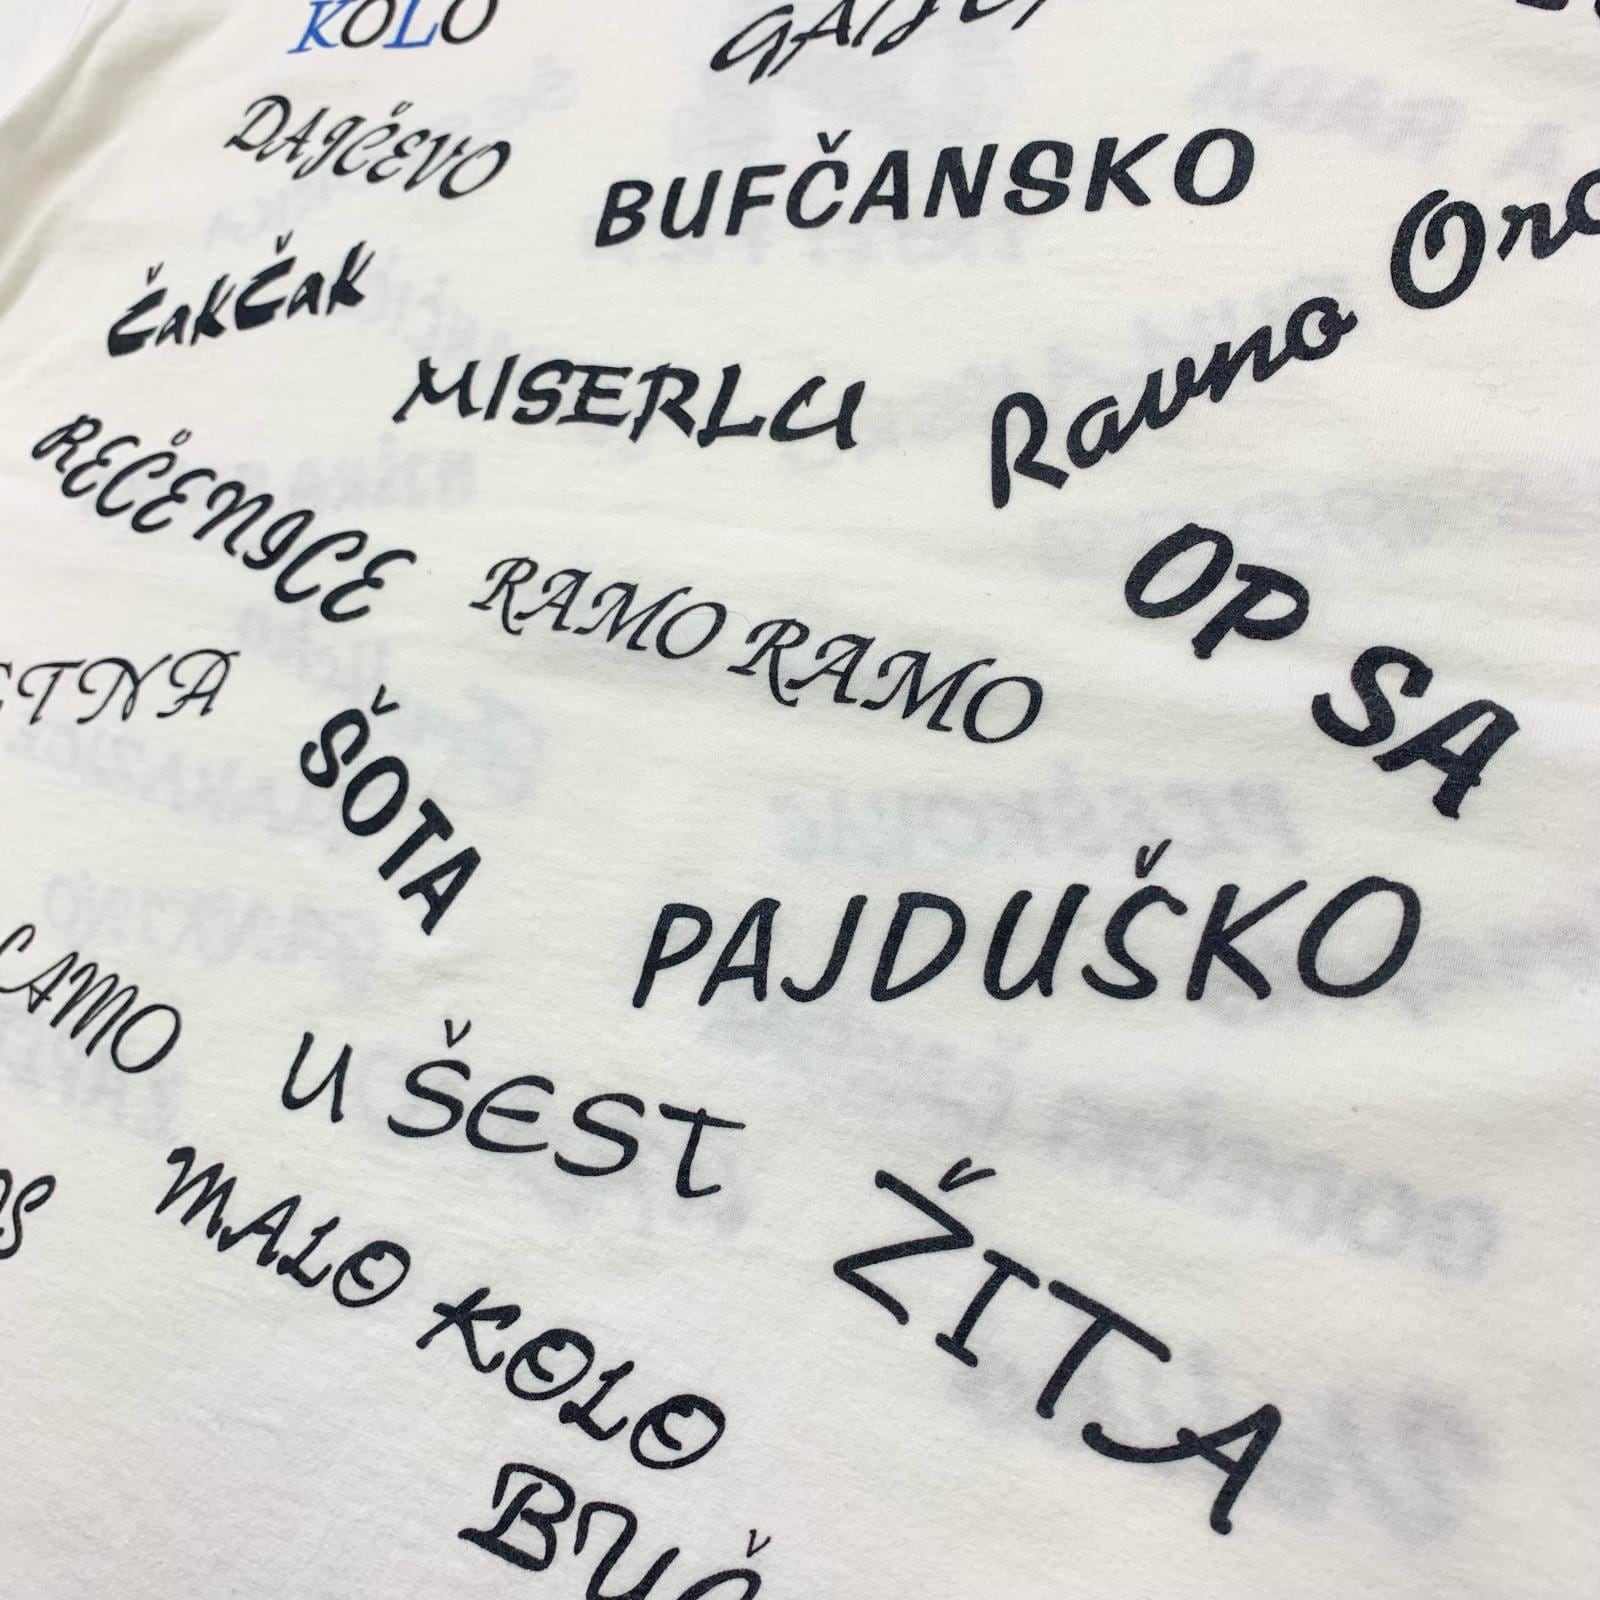 KOLO
DAJČEVO
BUFČANSKO
ČAKČAK
MISERLU
Ravno
REČENICE
RAMO RAMO
OP SA
ŠOTA
PAJDUŠKO
U ŠEST
MALO KOLO
ŽITA